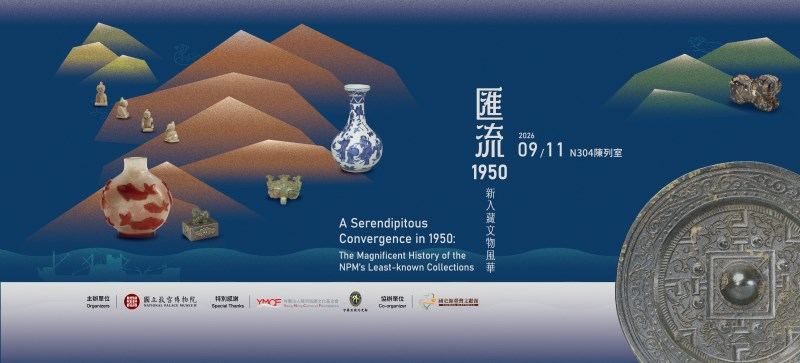 匯流
1950
新入藏文物風華
2026
09/11 N304陳列室
A Serendipitous
Convergence in 1950:
The Magnificent History of the
NPM's Least-known Collections
主辦單位
Organizers
國立故宮博物院
NATIONAL PALACE MUSEUM
特別感謝
Special Thanks
YMCF
協辦單位
Co-organizer